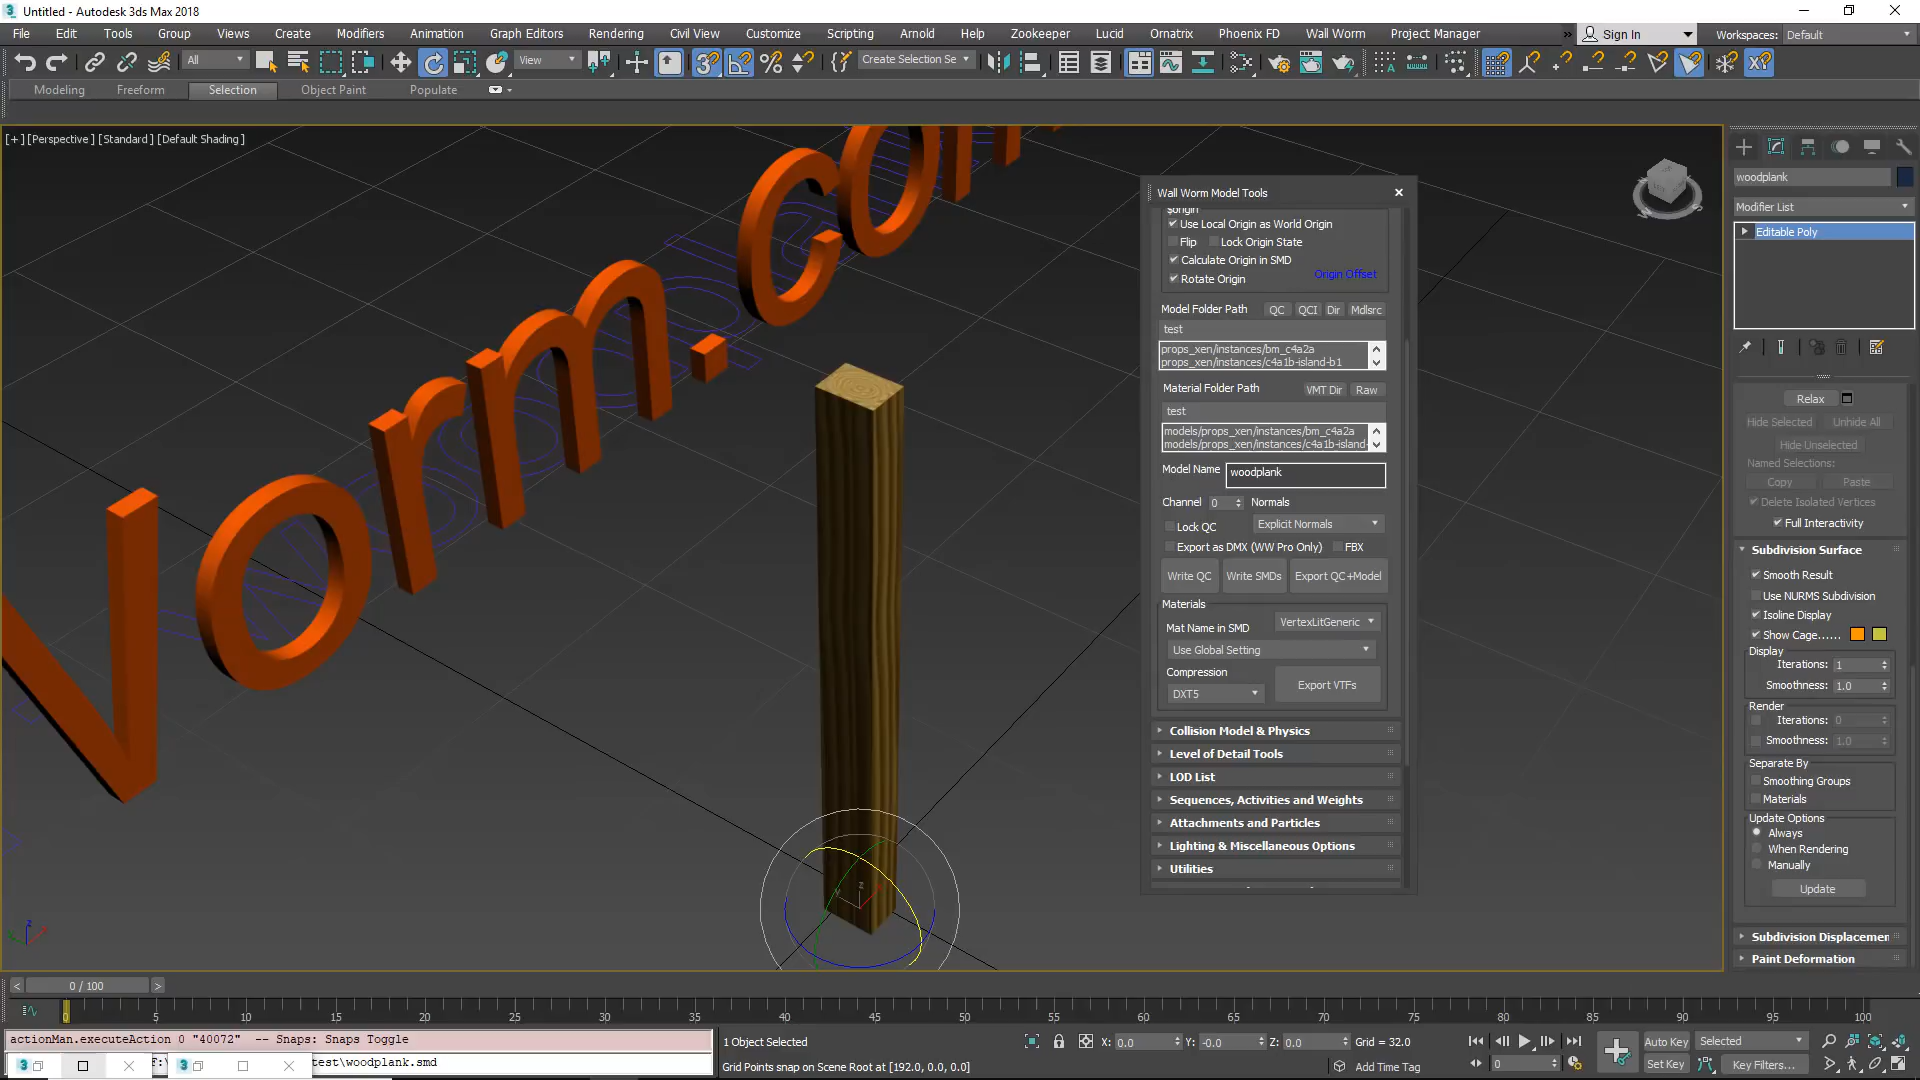 Untitled - Autodesk 3ds Max 2018
File Edit Tools Group Views Create Modifiers Animation Graph Editors Rendering Civil View Customize Scripting Arnold Help Zookeeper Lucid Ornatrix Phoenix FD Wall Worm Project Manager
Sign In Workspaces: Default
All View Create Selection Se
Modeling Freeform Selection Object Paint Populate
[+] [Perspective] [Standard] [Default Shading]
orm.com
Wall Worm Model Tools
$origin
Use Local Origin as World Origin
Flip Lock Origin State
Calculate Origin in SMD
Origin Offset
Rotate Origin
Model Folder Path QC QCI Dir Mdlsrc
test
props_xen/instances/bm_c4a2a
props_xen/instances/c4a1b-island-b1
Material Folder Path VMT Dir Raw
test
models/props_xen/instances/bm_c4a2a
models/props_xen/instances/c4a1b-island-
Model Name woodplank
Channel 0 Normals
Lock QC Explicit Normals
Export as DMX (WW Pro Only) FBX
Write QC Write SMDs Export QC+Model
Materials
Mat Name in SMD VertexLitGeneric
Use Global Setting
Compression
DXT5 Export VTFs
Collision Model & Physics
Level of Detail Tools
LOD List
Sequences, Activities and Weights
Attachments and Particles
Lighting & Miscellaneous Options
Utilities
woodplank
Modifier List
Editable Poly
Relax
Hide Selected Unhide All
Hide Unselected
Named Selections:
Copy Paste
Delete Isolated Vertices
Full Interactivity
Subdivision Surface
Smooth Result
Use NURMS Subdivision
Isoline Display
Show Cage......
Display
Iterations: 1
Smoothness: 1.0
Render
Iterations: 0
Smoothness: 1.0
Separate By
Smoothing Groups
Materials
Update Options
Always
When Rendering
Manually
Update
Subdivision Displacemen
Paint Deformation
0 / 100
0 5 10 15 20 25 30 35 40 45 50 55 60 65 70 75 80 85 90 95 100
actionMan.executeAction 0 "40072" -- Snaps: Snaps Toggle
F:\ test\woodplank.smd
1 Object Selected
Grid Points snap on Scene Root at [192.0, 0.0, 0.0]
X: 0.0 Y: -0.0 Z: 0.0 Grid = 32.0
Add Time Tag
0
Auto Key Selected
Set Key Key Filters...